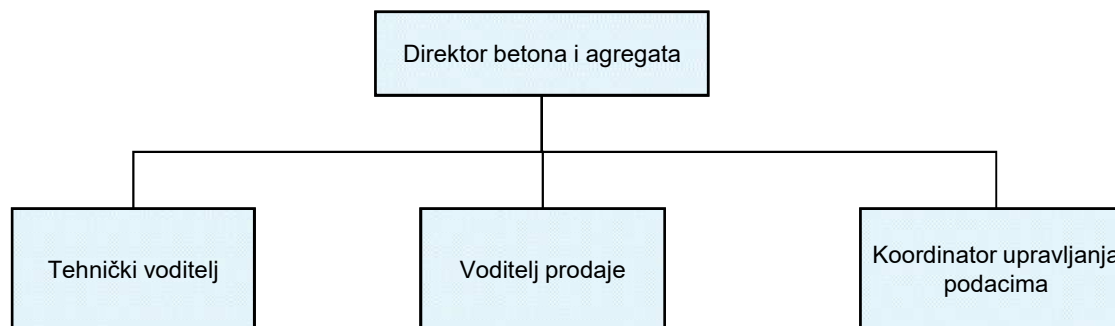 Direktor betona i agregata
Tehnički voditelj
Voditelj prodaje
Koordinator upravljanja
podacima